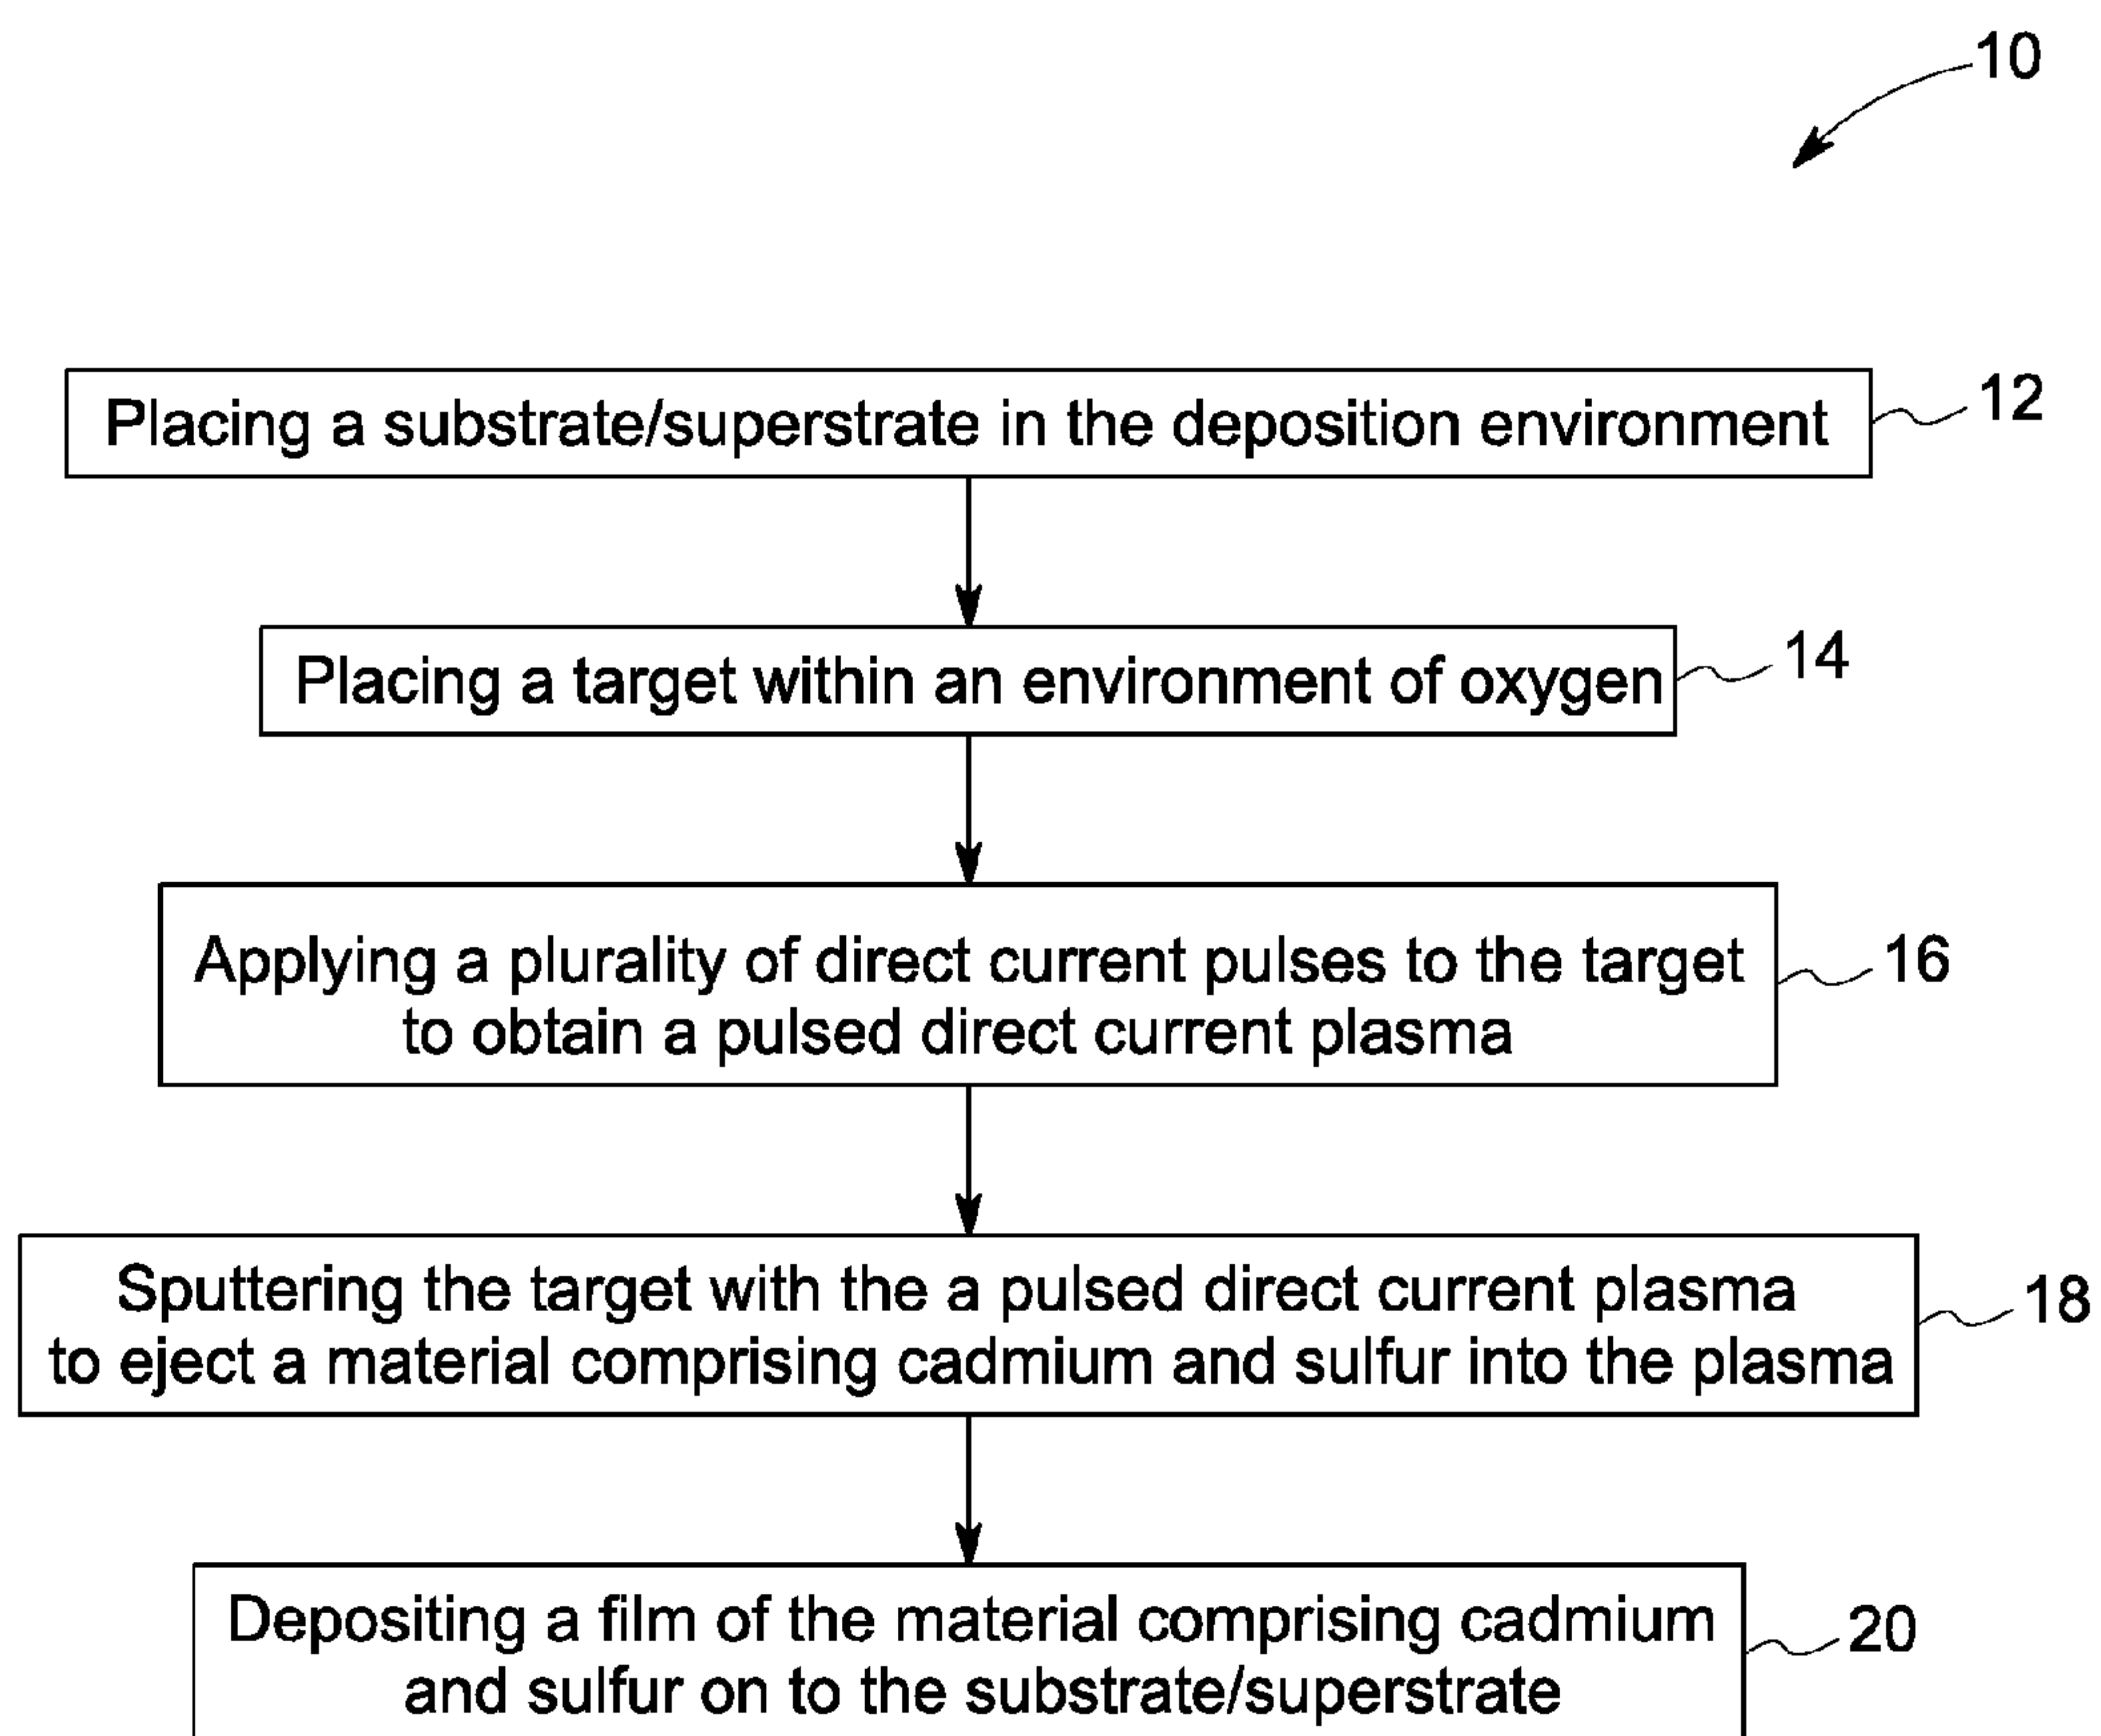 10
Placing a substrate/superstrate in the deposition environment
12
Placing a target within an environment of oxygen
14
Applying a plurality of direct current pulses to the target
to obtain a pulsed direct current plasma
16
Sputtering the target with the a pulsed direct current plasma
to eject a material comprising cadmium and sulfur into the plasma
18
Depositing a film of the material comprising cadmium
and sulfur on to the substrate/superstrate
20